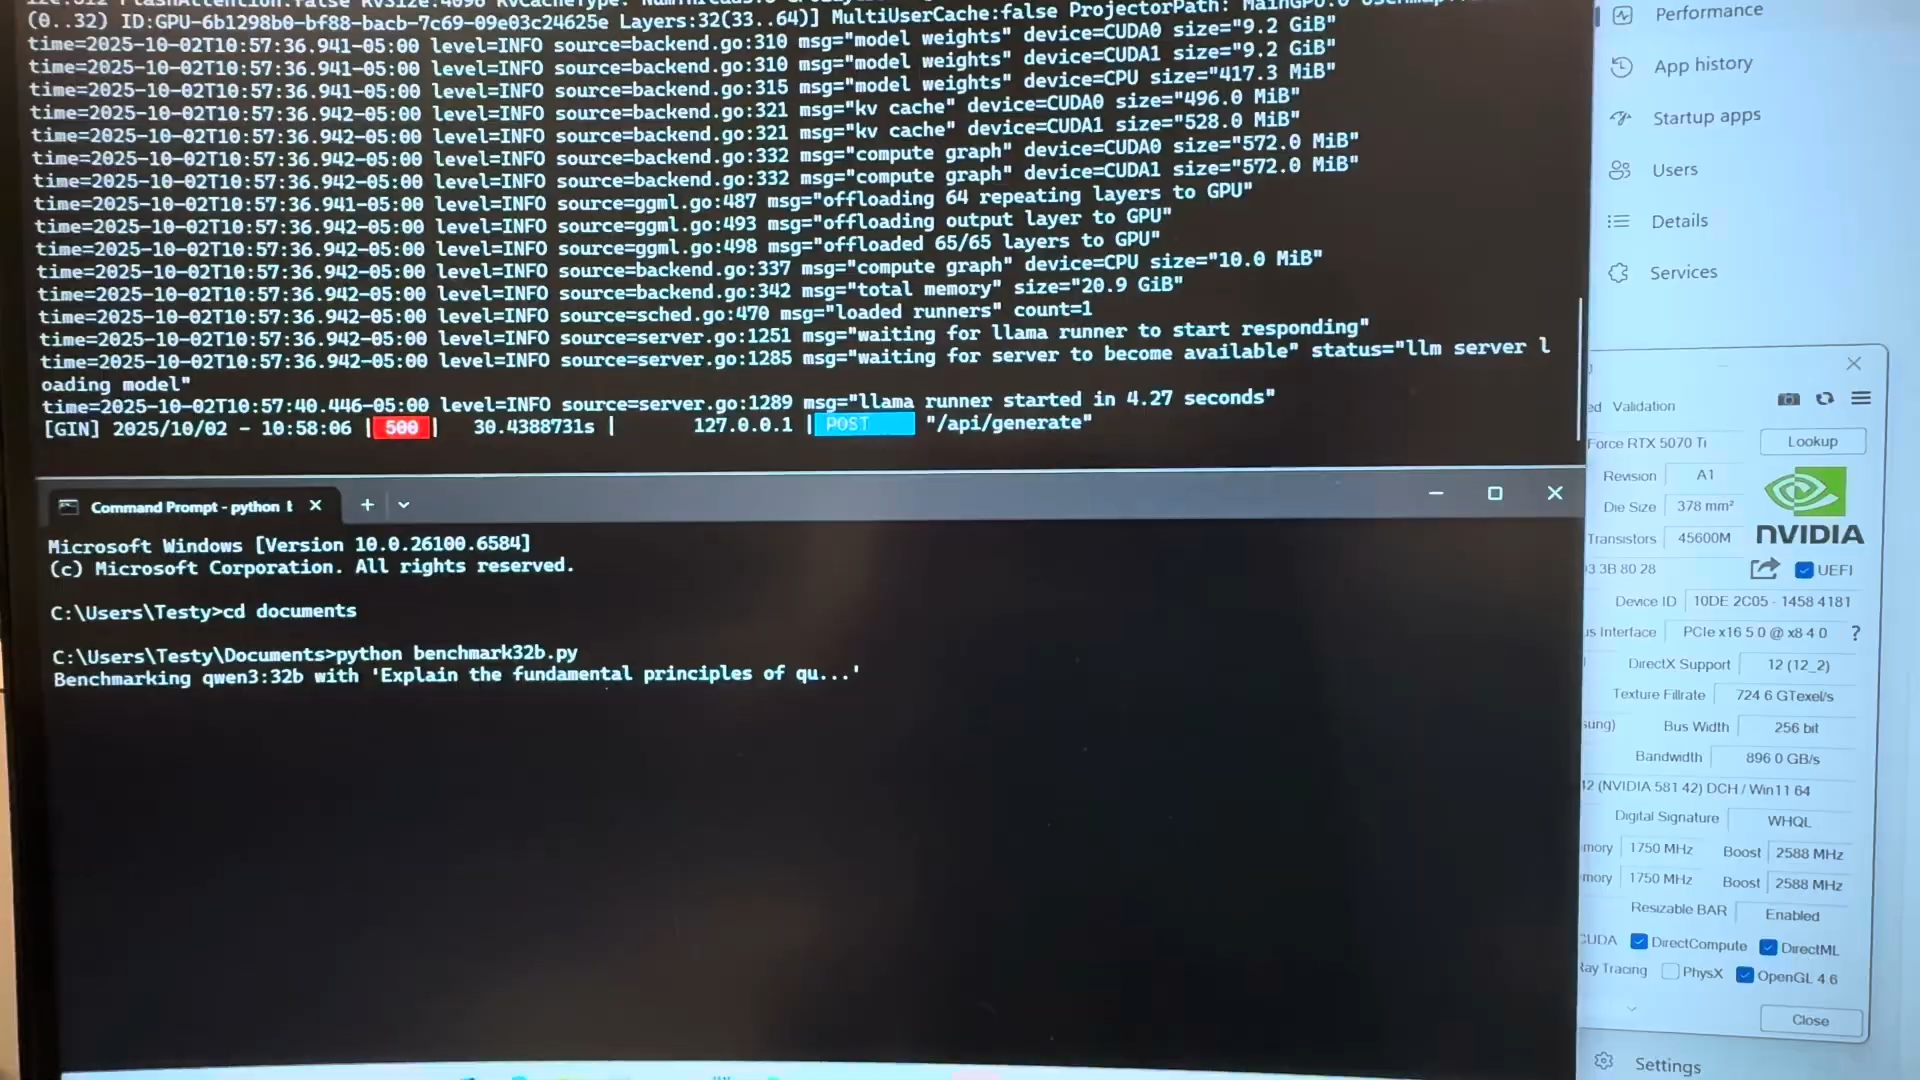 (0..32) ID:GPU-6b1298b0-bf88-bacb-7c69-09e03c24625e Layers:32(33..64)] MultiUserCache:false ProjectorPath:
time=2025-10-02T10:57:36.941-05:00 level=INFO source=backend.go:310 msg="model weights" device=CUDA0 size="9.2 GiB"
time=2025-10-02T10:57:36.941-05:00 level=INFO source=backend.go:310 msg="model weights" device=CUDA1 size="9.2 GiB"
time=2025-10-02T10:57:36.941-05:00 level=INFO source=backend.go:315 msg="model weights" device=CPU size="417.3 MiB"
time=2025-10-02T10:57:36.942-05:00 level=INFO source=backend.go:321 msg="kv cache" device=CUDA0 size="496.0 MiB"
time=2025-10-02T10:57:36.942-05:00 level=INFO source=backend.go:321 msg="kv cache" device=CUDA1 size="528.0 MiB"
time=2025-10-02T10:57:36.942-05:00 level=INFO source=backend.go:332 msg="compute graph" device=CUDA0 size="572.0 MiB"
time=2025-10-02T10:57:36.942-05:00 level=INFO source=backend.go:332 msg="compute graph" device=CUDA1 size="572.0 MiB"
time=2025-10-02T10:57:36.941-05:00 level=INFO source=ggml.go:487 msg="offloading 64 repeating layers to GPU"
time=2025-10-02T10:57:36.942-05:00 level=INFO source=ggml.go:493 msg="offloading output layer to GPU"
time=2025-10-02T10:57:36.942-05:00 level=INFO source=ggml.go:498 msg="offloaded 65/65 layers to GPU"
time=2025-10-02T10:57:36.942-05:00 level=INFO source=backend.go:337 msg="compute graph" device=CPU size="10.0 MiB"
time=2025-10-02T10:57:36.942-05:00 level=INFO source=backend.go:342 msg="total memory" size="20.9 GiB"
time=2025-10-02T10:57:36.942-05:00 level=INFO source=sched.go:470 msg="loaded runners" count=1
time=2025-10-02T10:57:36.942-05:00 level=INFO source=server.go:1251 msg="waiting for llama runner to start responding"
time=2025-10-02T10:57:36.942-05:00 level=INFO source=server.go:1285 msg="waiting for server to become available" status="llm server l
oading model"
time=2025-10-02T10:57:40.446-05:00 level=INFO source=server.go:1289 msg="llama runner started in 4.27 seconds"
[GIN] 2025/10/02 - 10:58:06 | 500 | 30.4388731s | 127.0.0.1 | POST "/api/generate"
Command Prompt - python
Microsoft Windows [Version 10.0.26100.6584]
(c) Microsoft Corporation. All rights reserved.
C:\Users\Testy>cd documents
C:\Users\Testy\Documents>python benchmark32b.py
Benchmarking qwen3:32b with 'Explain the fundamental principles of qu...'
Performance
App history
Startup apps
Users
Details
Services
ed Validation
Force RTX 5070 Ti Lookup
Revision A1
Die Size 378 mm²
Transistors 45600M
NVIDIA
03 3B 80 28 UEFI
Device ID 10DE 2C05 - 1458 4181
us Interface PCIe x16 5.0 @ x8 4.0 ?
DirectX Support 12 (12_2)
Texture Fillrate 724.6 GTexel/s
sung) Bus Width 256 bit
Bandwidth 896.0 GB/s
42 (NVIDIA 581.42) DCH / Win11 64
Digital Signature WHQL
mory 1750 MHz Boost 2588 MHz
mory 1750 MHz Boost 2588 MHz
Resizable BAR Enabled
CUDA DirectCompute DirectML
Ray Tracing PhysX OpenGL 4.6
Close
Settings